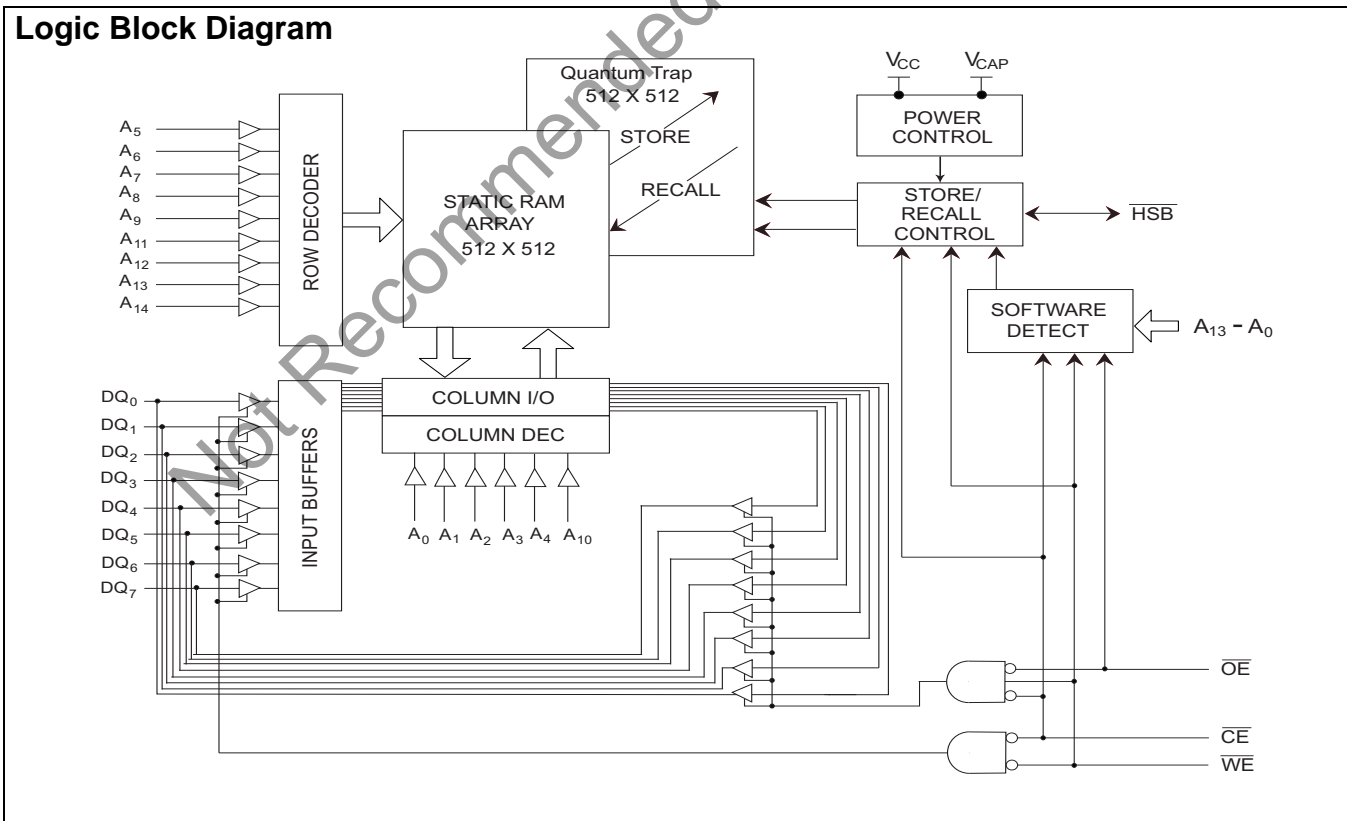 Logic Block Diagram
Not Recommended
Quantum Trap
512 X 512
STORE
RECALL
STATIC RAM
ARRAY
512 X 512
ROW DECODER
A5
A6
A7
A8
A9
A11
A12
A13
A14
VCC
VCAP
POWER
CONTROL
STORE/
RECALL
CONTROL
HSB
SOFTWARE
DETECT
A13 – A0
DQ0
DQ1
DQ2
DQ3
DQ4
DQ5
DQ6
DQ7
INPUT BUFFERS
COLUMN I/O
COLUMN DEC
A0 A1 A2 A3 A4 A10
OE
CE
WE